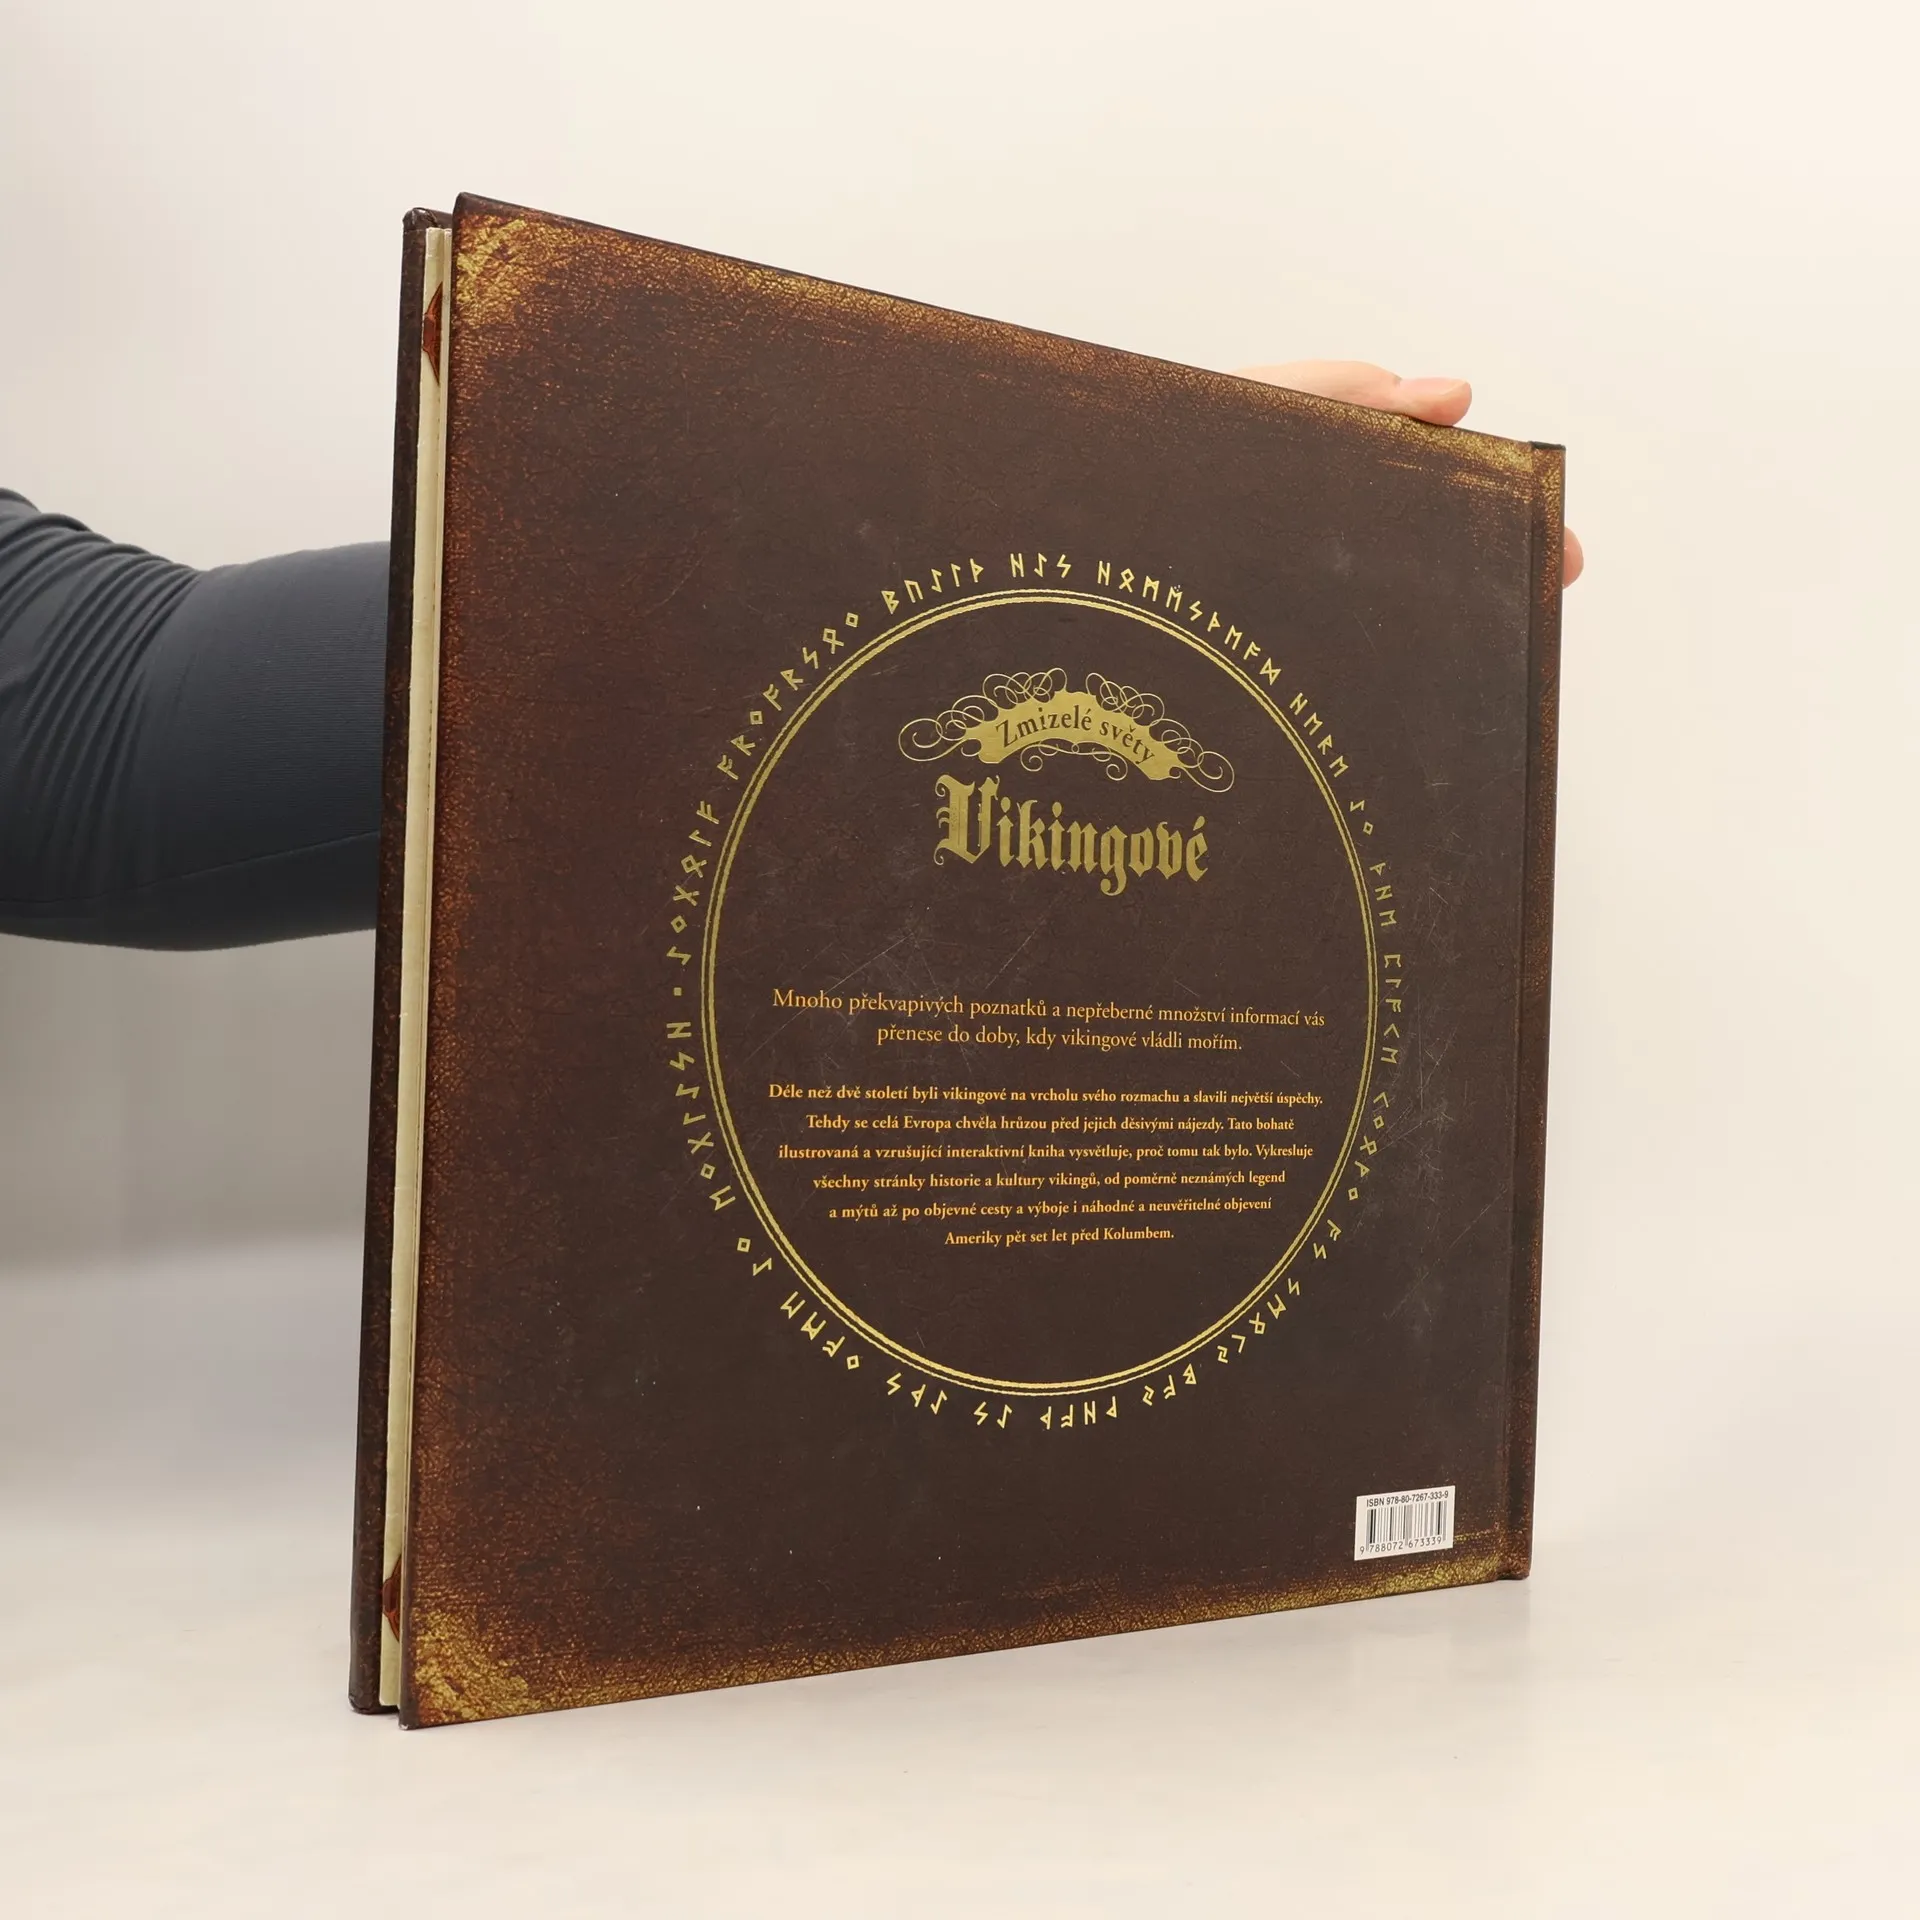 Zmizelé světy
Vikingové
Mnoho překvapivých poznatků a nepřeberné množství informací vás
přenese do doby, kdy vikingové vládli mořím.
Déle než dvě století byli vikingové na vrcholu svého rozmachu a slavili největší úspěchy.
Tehdy se celá Evropa chvěla hrůzou před jejich děsivými nájezdy. Tato bohatě
ilustrovaná a vzrušující interaktivní kniha vysvětluje, proč tomu tak bylo. Vykresluje
všechny stránky historie a kultury vikingů, od poměrně neznámých legend
a mýtů až po objevné cesty a výboje i náhodné a neuvěřitelné objevení
Ameriky pět set let před Kolumbem.
ISBN 978-80-7267-333-9
9 788072 673339